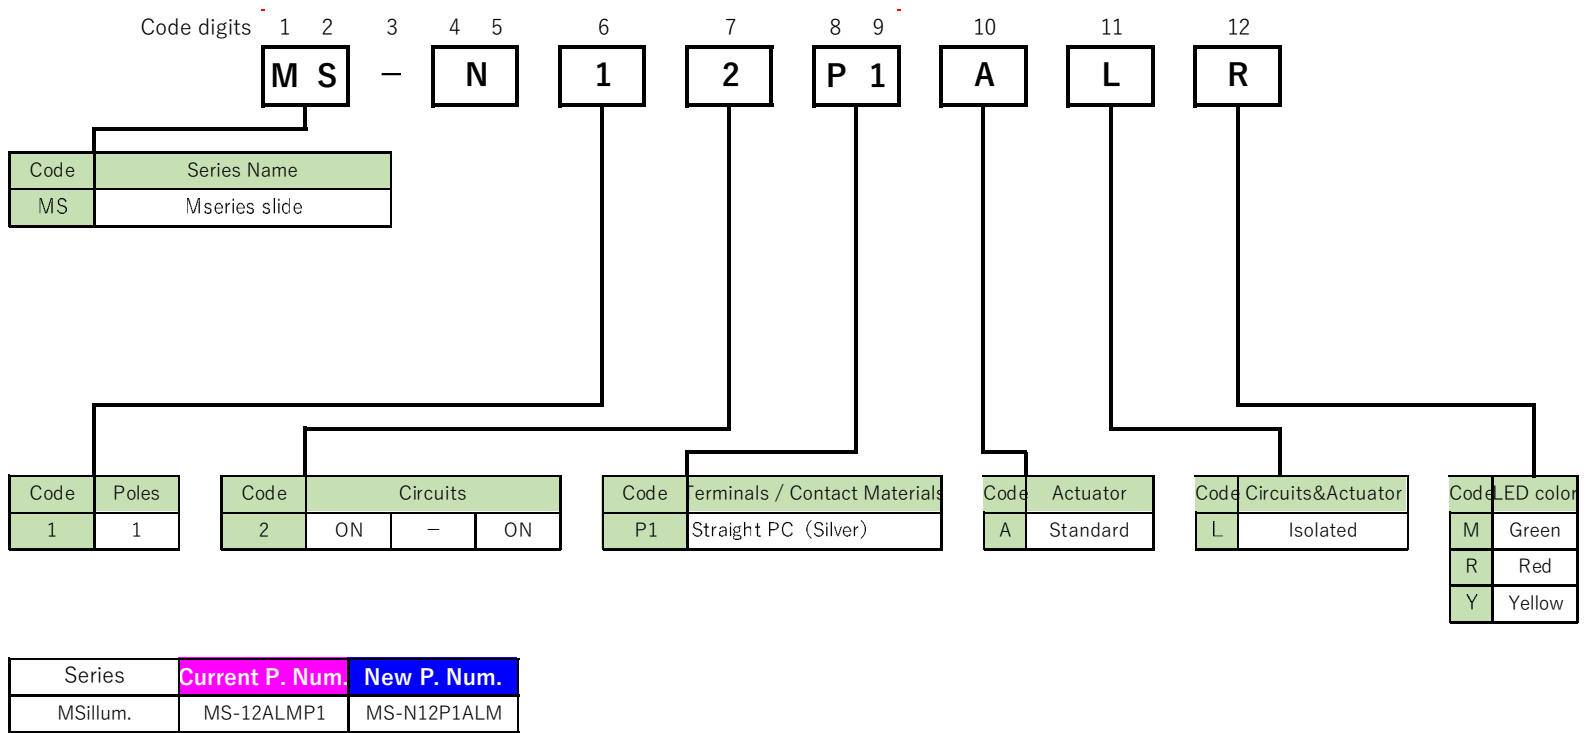 Code digits 1 2 3 4 5 6 7 8 9 10 11 12
M S － N 1 2 P 1 A L R
Code Series Name
MS Mseries slide
Code Poles
1 1
Code Circuits
2 ON － ON
Code Terminals / Contact Materials
P1 Straight PC（Silver）
Code Actuator
A Standard
Code Circuits&Actuator
L Isolated
Code LED color
M Green
R Red
Y Yellow
Series Current P. Num. New P. Num.
MSillum. MS-12ALMP1 MS-N12P1ALM